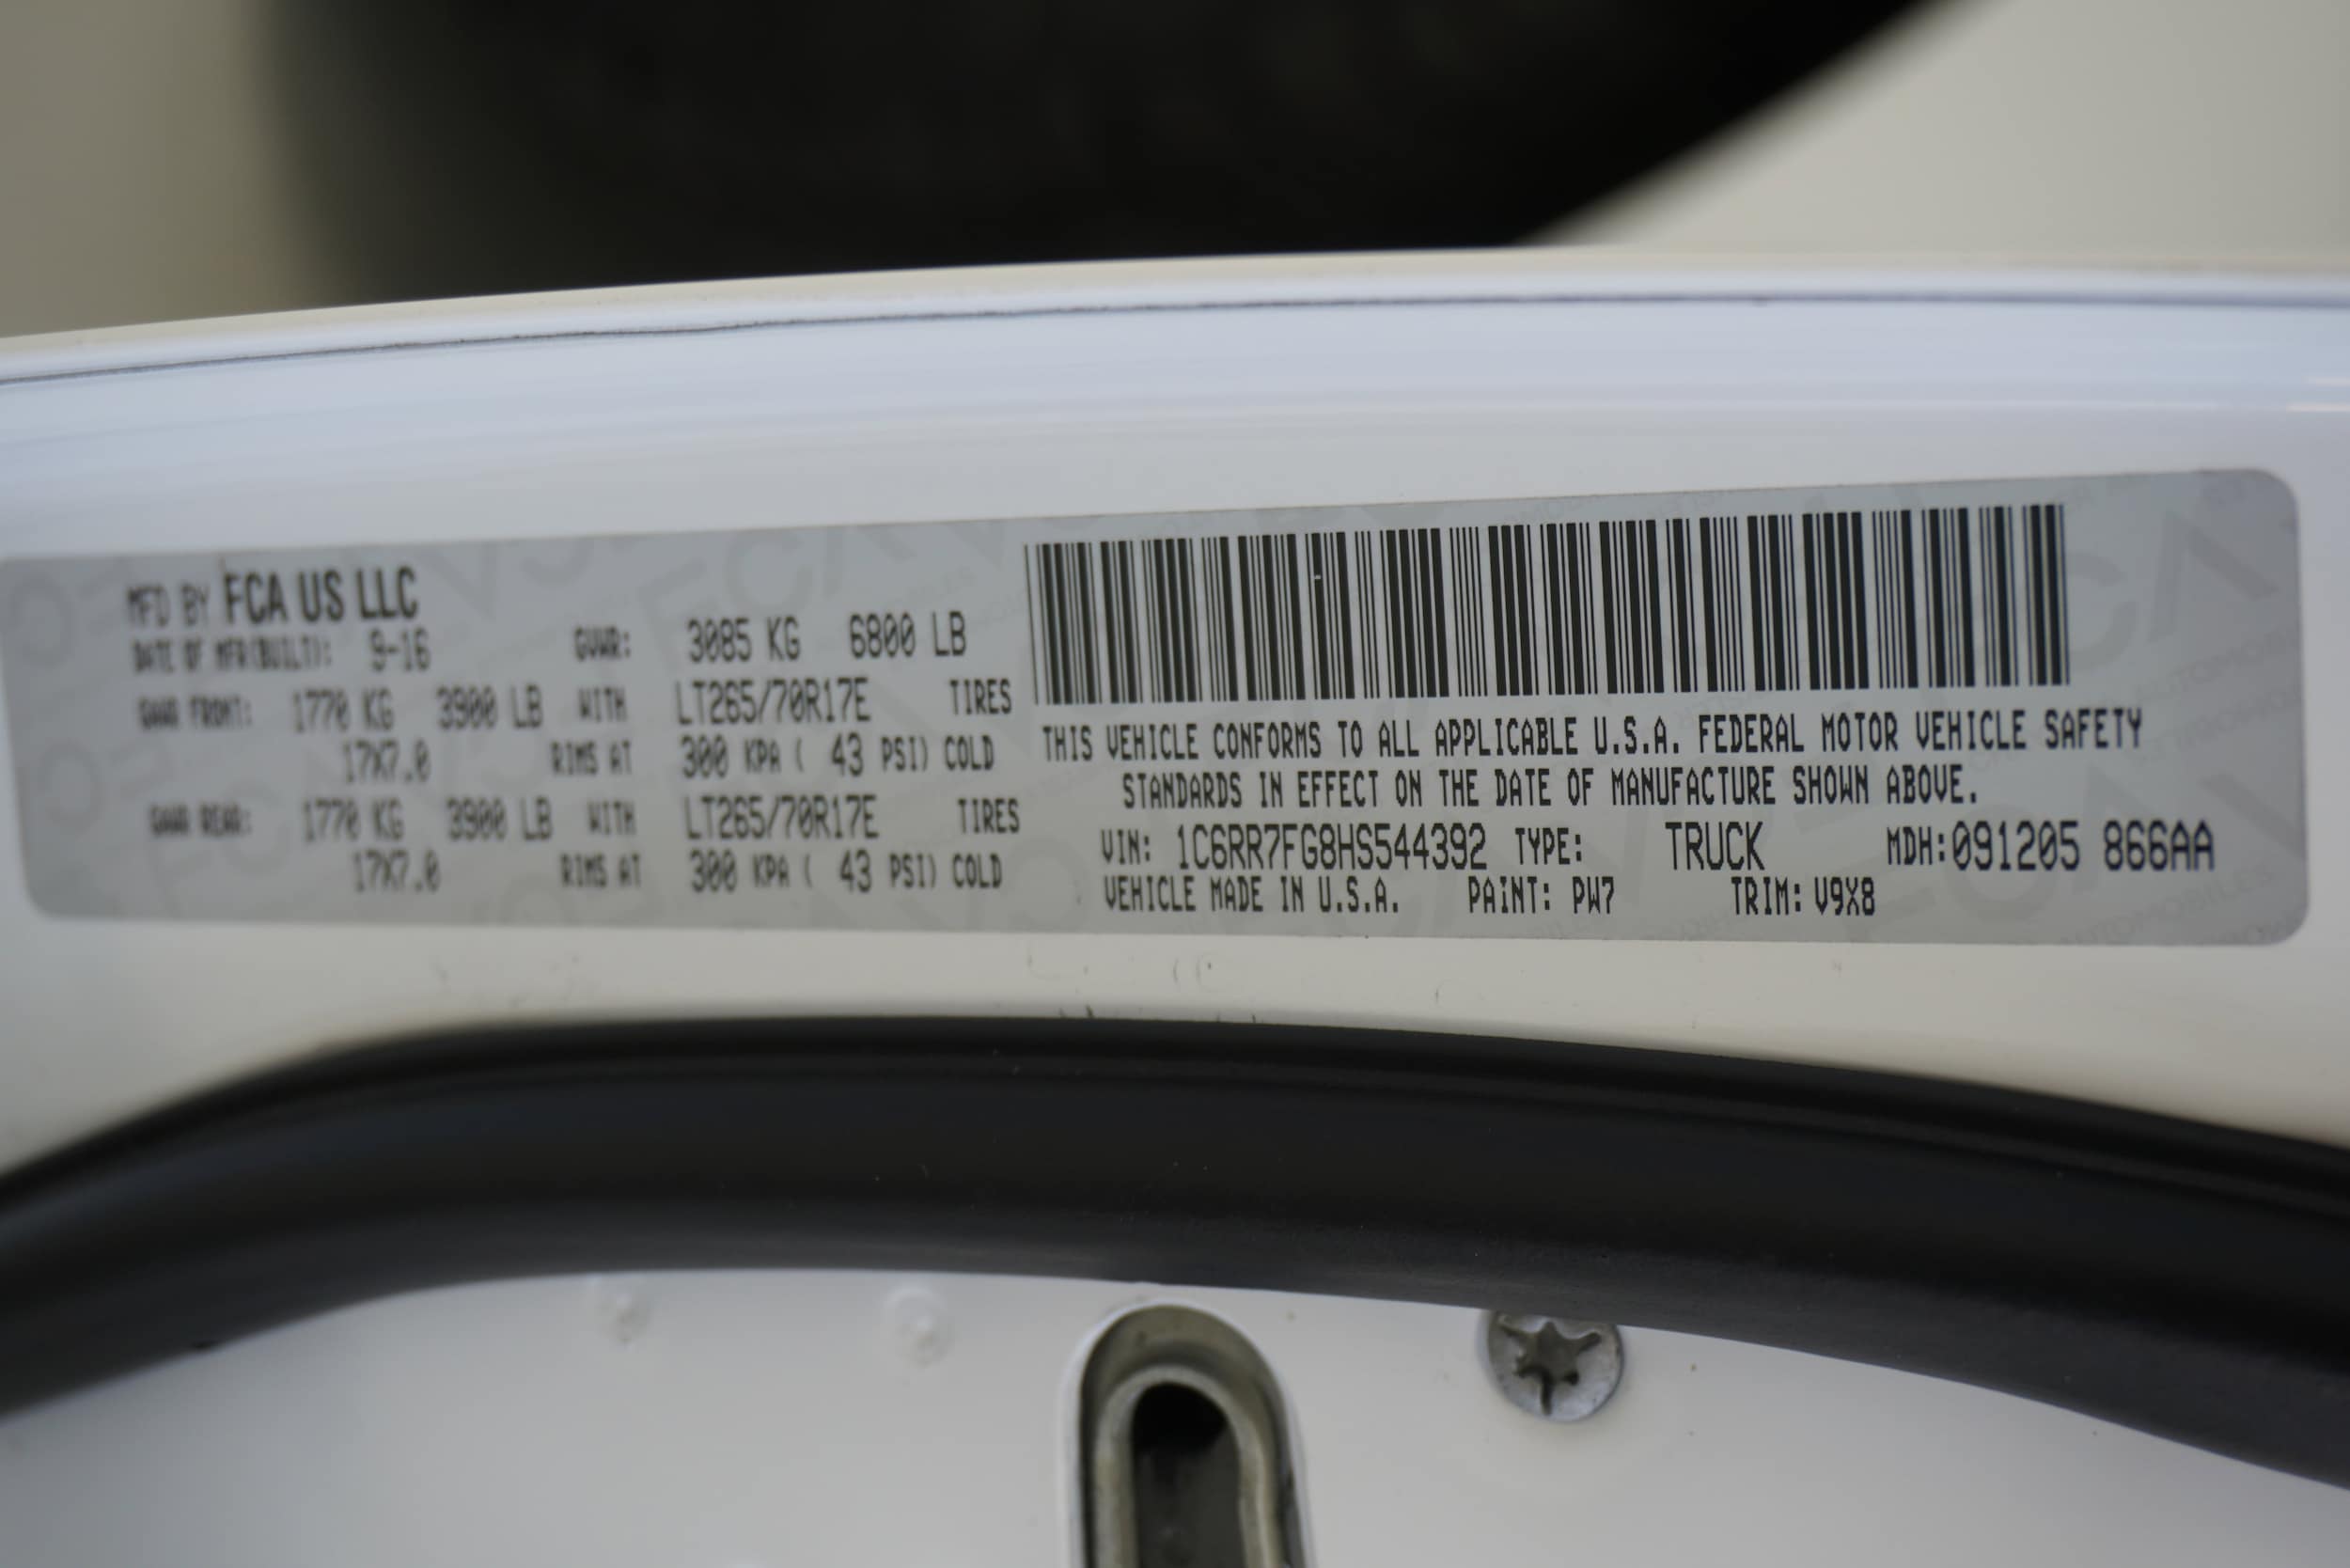 MFD BY FCA US LLC
DATE OF MFR(BUILT): 9-16 GVWR: 3085 KG 6800 LB
GAWR FRONT: 1770 KG 3900 LB WITH LT265/70R17E TIRES
17X7.0 RIMS AT 300 KPA ( 43 PSI) COLD
GAWR REAR: 1770 KG 3900 LB WITH LT265/70R17E TIRES
17X7.0 RIMS AT 300 KPA ( 43 PSI) COLD
THIS VEHICLE CONFORMS TO ALL APPLICABLE U.S.A. FEDERAL MOTOR VEHICLE SAFETY
STANDARDS IN EFFECT ON THE DATE OF MANUFACTURE SHOWN ABOVE.
VIN: 1C6RR7FG8HS544392 TYPE: TRUCK MDH:091205 866AA
VEHICLE MADE IN U.S.A. PAINT: PW7 TRIM: V9X8